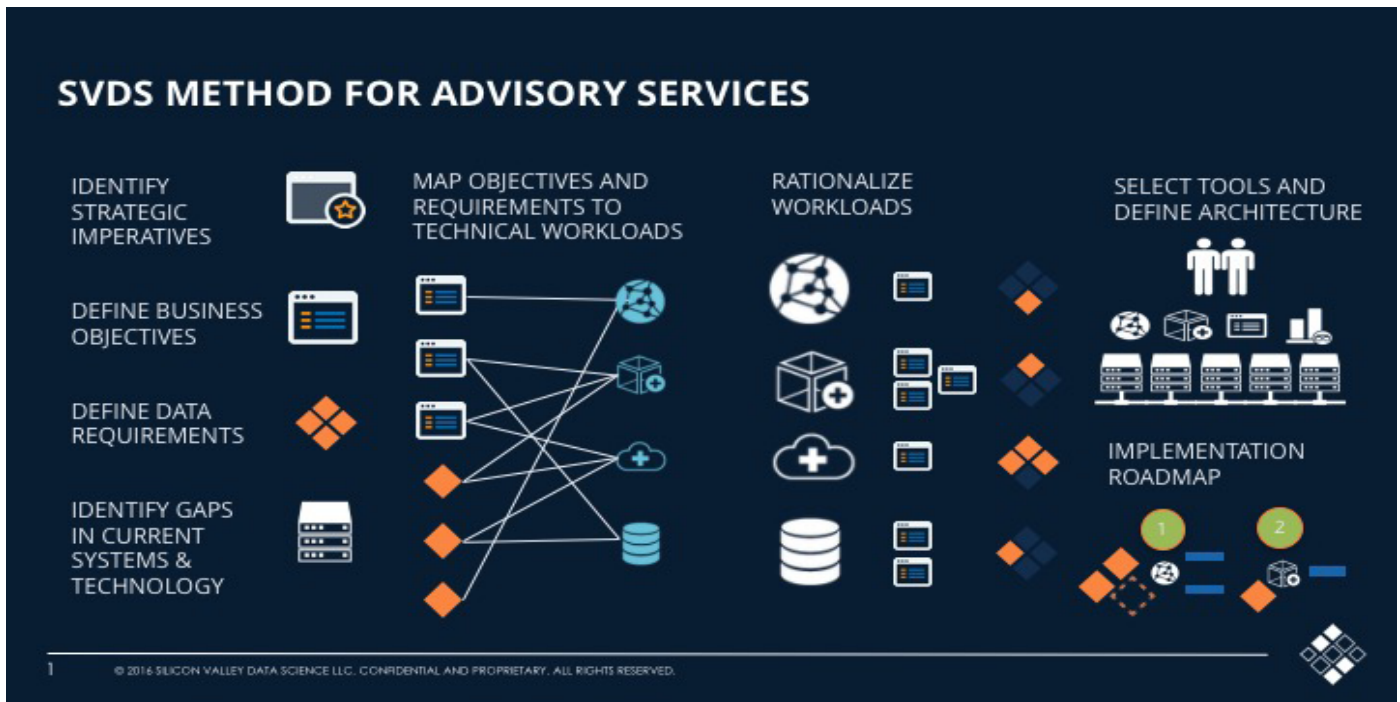 SVDS METHOD FOR ADVISORY SERVICES
IDENTIFY
STRATEGIC
IMPERATIVES
DEFINE BUSINESS
OBJECTIVES
DEFINE DATA
REQUIREMENTS
IDENTIFY GAPS
IN CURRENT
SYSTEMS &
TECHNOLOGY
MAP OBJECTIVES AND
REQUIREMENTS TO
TECHNICAL WORKLOADS
RATIONALIZE
WORKLOADS
SELECT TOOLS AND
DEFINE ARCHITECTURE
IMPLEMENTATION
ROADMAP
1
2
1
© 2016 SILICON VALLEY DATA SCIENCE LLC. CONFIDENTIAL AND PROPRIETARY. ALL RIGHTS RESERVED.